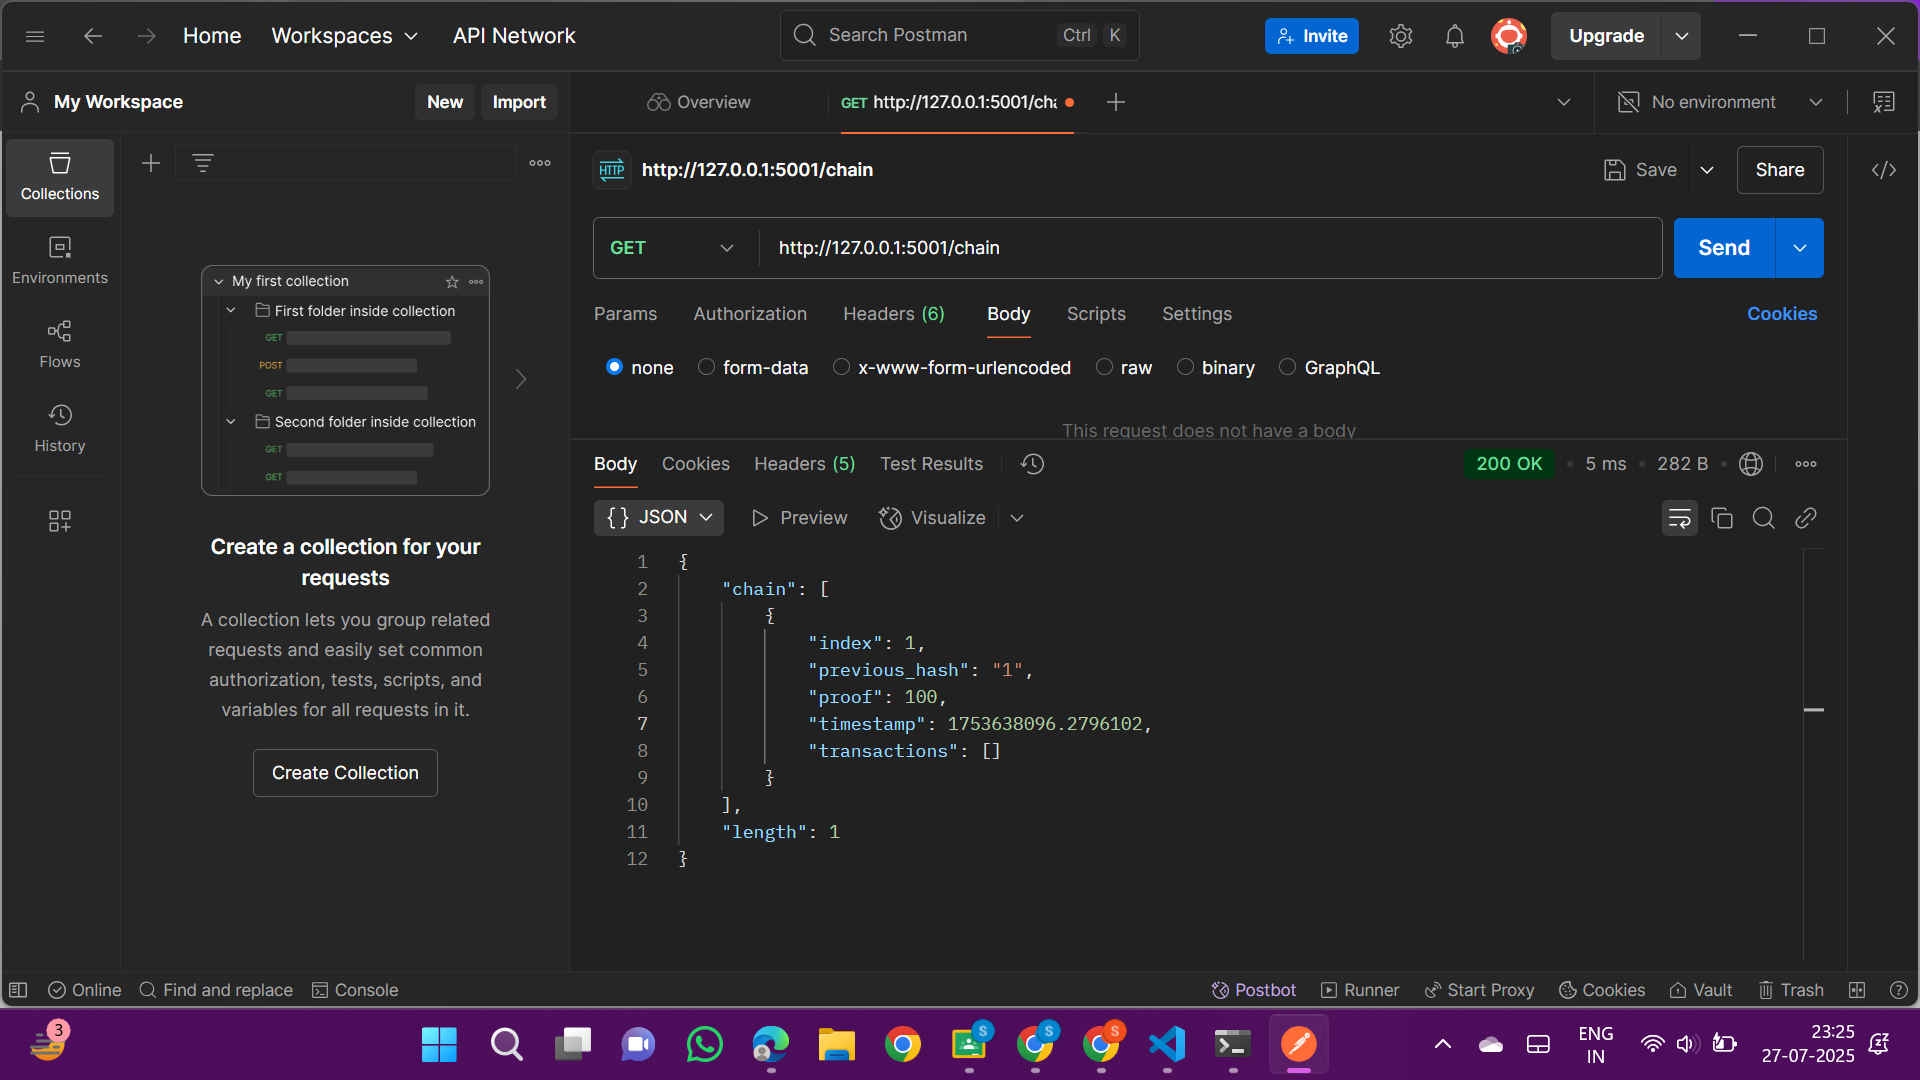 Home
Workspaces
API Network
Search Postman
Ctrl K
Invite
Upgrade
My Workspace
New
Import
Overview
GET http://127.0.0.1:5001/cha
No environment
Collections
Environments
Flows
History
My first collection
First folder inside collection
GET
POST
GET
Second folder inside collection
GET
GET
Create a collection for your
requests
A collection lets you group related
requests and easily set common
authorization, tests, scripts, and
variables for all requests in it.
Create Collection
HTTP
http://127.0.0.1:5001/chain
Save
Share
GET
http://127.0.0.1:5001/chain
Send
Params
Authorization
Headers (6)
Body
Scripts
Settings
Cookies
none
form-data
x-www-form-urlencoded
raw
binary
GraphQL
This request does not have a body
Body
Cookies
Headers (5)
Test Results
200 OK
5 ms
282 B
{} JSON
Preview
Visualize
1 {
2 "chain": [
3 {
4 "index": 1,
5 "previous_hash": "1",
6 "proof": 100,
7 "timestamp": 1753638096.2796102,
8 "transactions": []
9 }
10 ],
11 "length": 1
12 }
Online
Find and replace
Console
Postbot
Runner
Start Proxy
Cookies
Vault
Trash
3
S
S
S
ENG
IN
23:25
27-07-2025